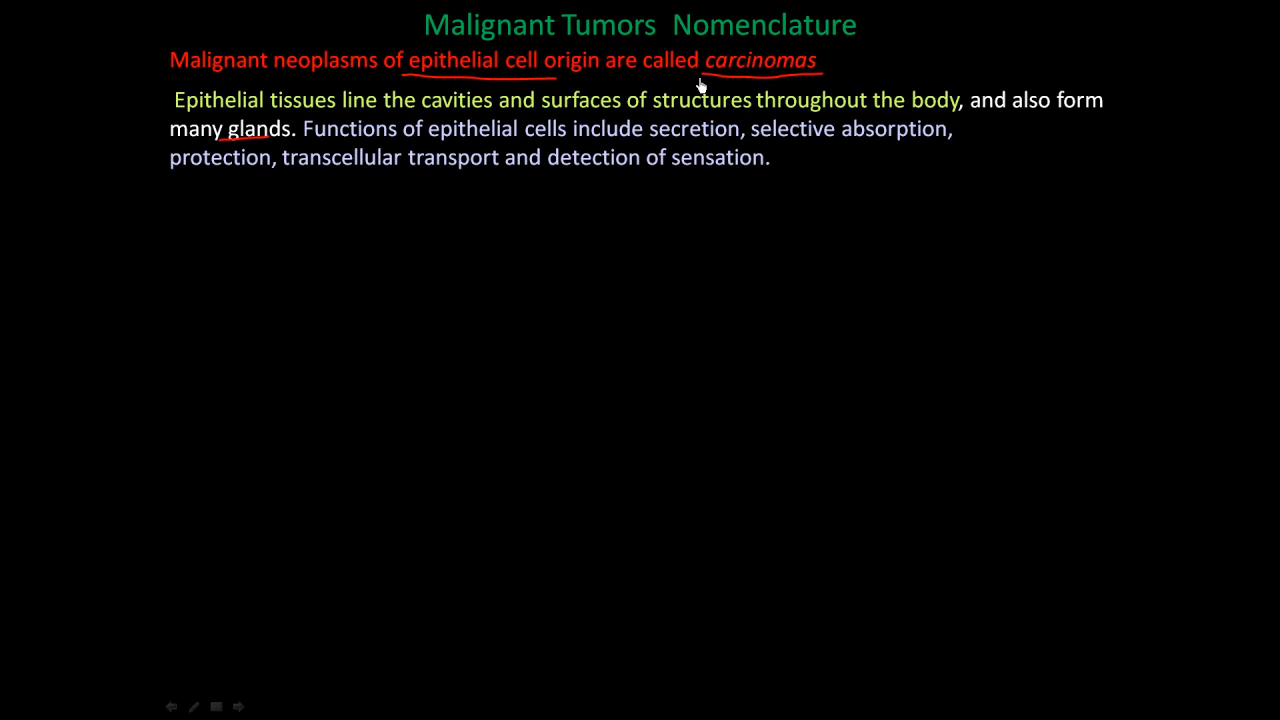 Malignant Tumors Nomenclature
Malignant neoplasms of epithelial cell origin are called carcinomas
Epithelial tissues line the cavities and surfaces of structures throughout the body, and also form
many glands. Functions of epithelial cells include secretion, selective absorption,
protection, transcellular transport and detection of sensation.